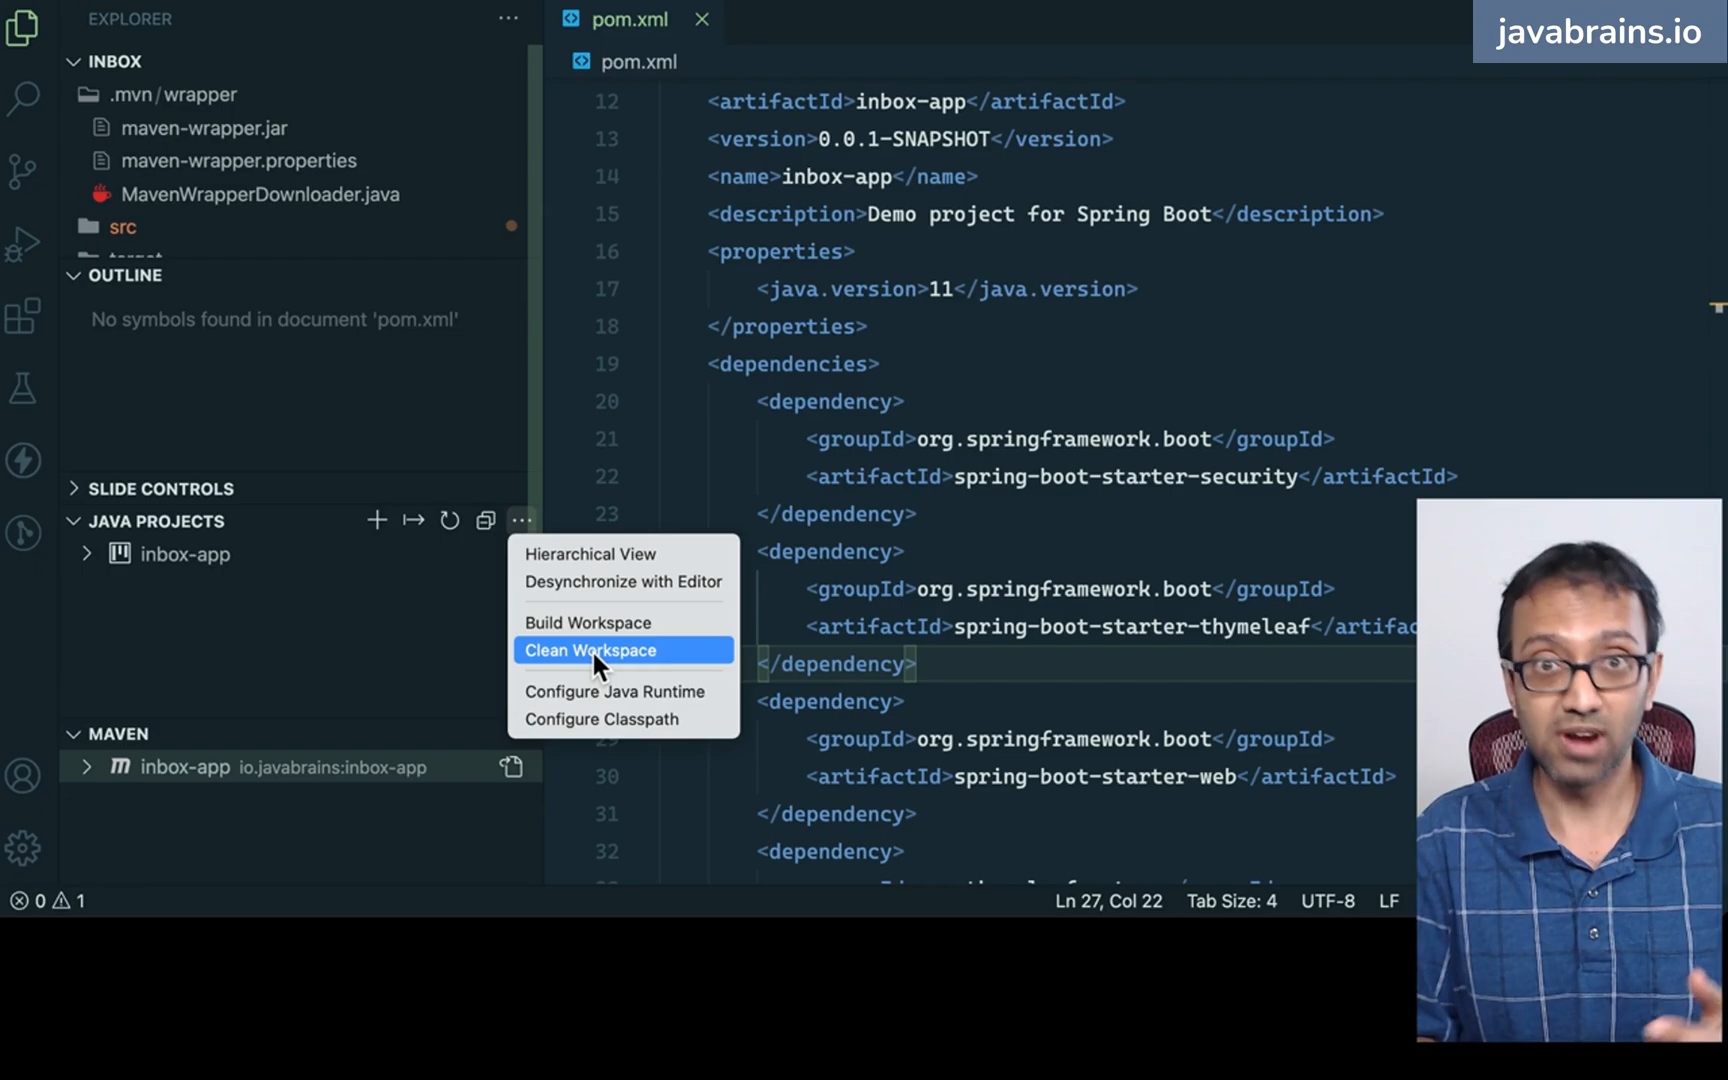 EXPLORER
INBOX
.mvn/wrapper
maven-wrapper.jar
maven-wrapper.properties
MavenWrapperDownloader.java
src
OUTLINE
No symbols found in document 'pom.xml'
SLIDE CONTROLS
JAVA PROJECTS
inbox-app
Hierarchical View
Desynchronize with Editor
Build Workspace
Clean Workspace
Configure Java Runtime
Configure Classpath
MAVEN
inbox-app io.javabrains:inbox-app
pom.xml
pom.xml
12 <artifactId>inbox-app</artifactId>
13 <version>0.0.1-SNAPSHOT</version>
14 <name>inbox-app</name>
15 <description>Demo project for Spring Boot</description>
16 <properties>
17 <java.version>11</java.version>
18 </properties>
19 <dependencies>
20 <dependency>
21 <groupId>org.springframework.boot</groupId>
22 <artifactId>spring-boot-starter-security</artifactId>
23 </dependency>
<dependency>
<groupId>org.springframework.boot</groupId>
<artifactId>spring-boot-starter-thymeleaf</artifac
</dependency>
<dependency>
<groupId>org.springframework.boot</groupId>
30 <artifactId>spring-boot-starter-web</artifactId>
31 </dependency>
32 <dependency>
0 1
Ln 27, Col 22 Tab Size: 4 UTF-8 LF
javabrains.io